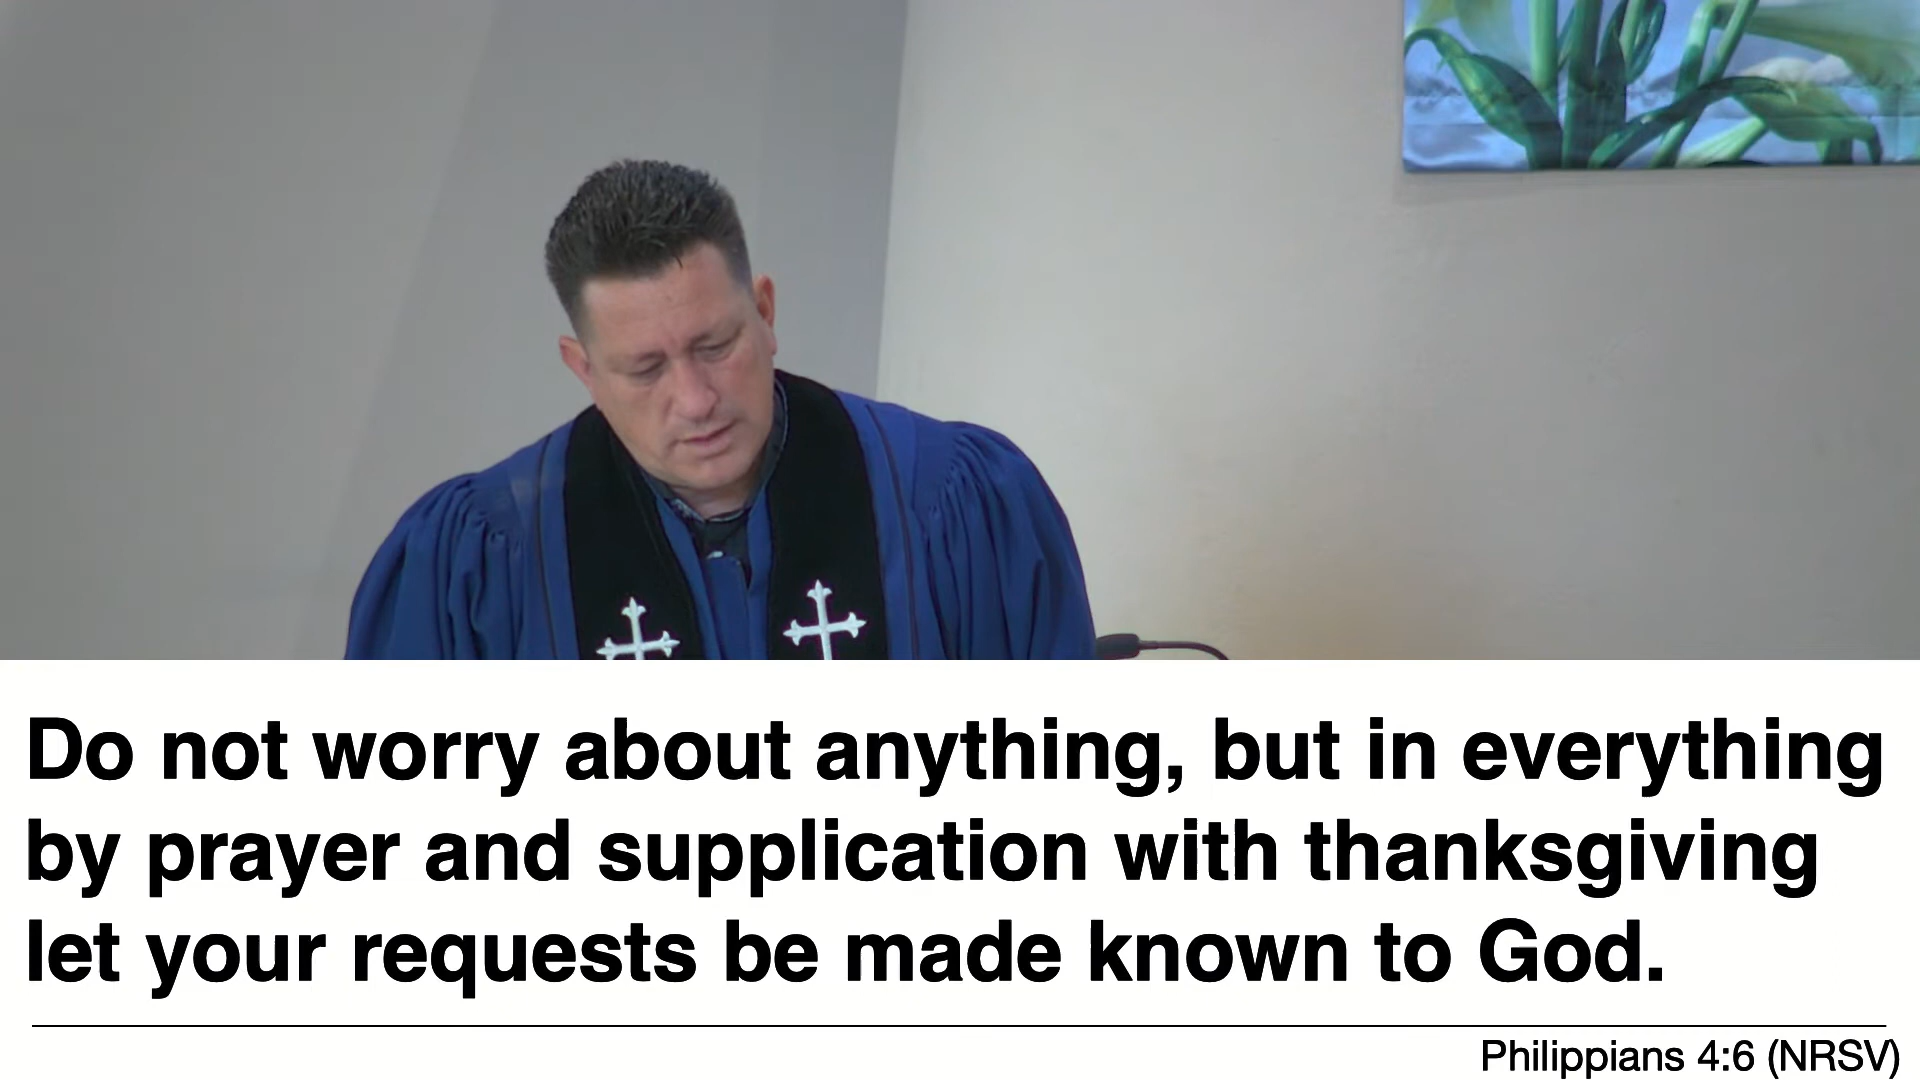 Do not worry about anything, but in everything
by prayer and supplication with thanksgiving
let your requests be made known to God.
Philippians 4:6 (NRSV)